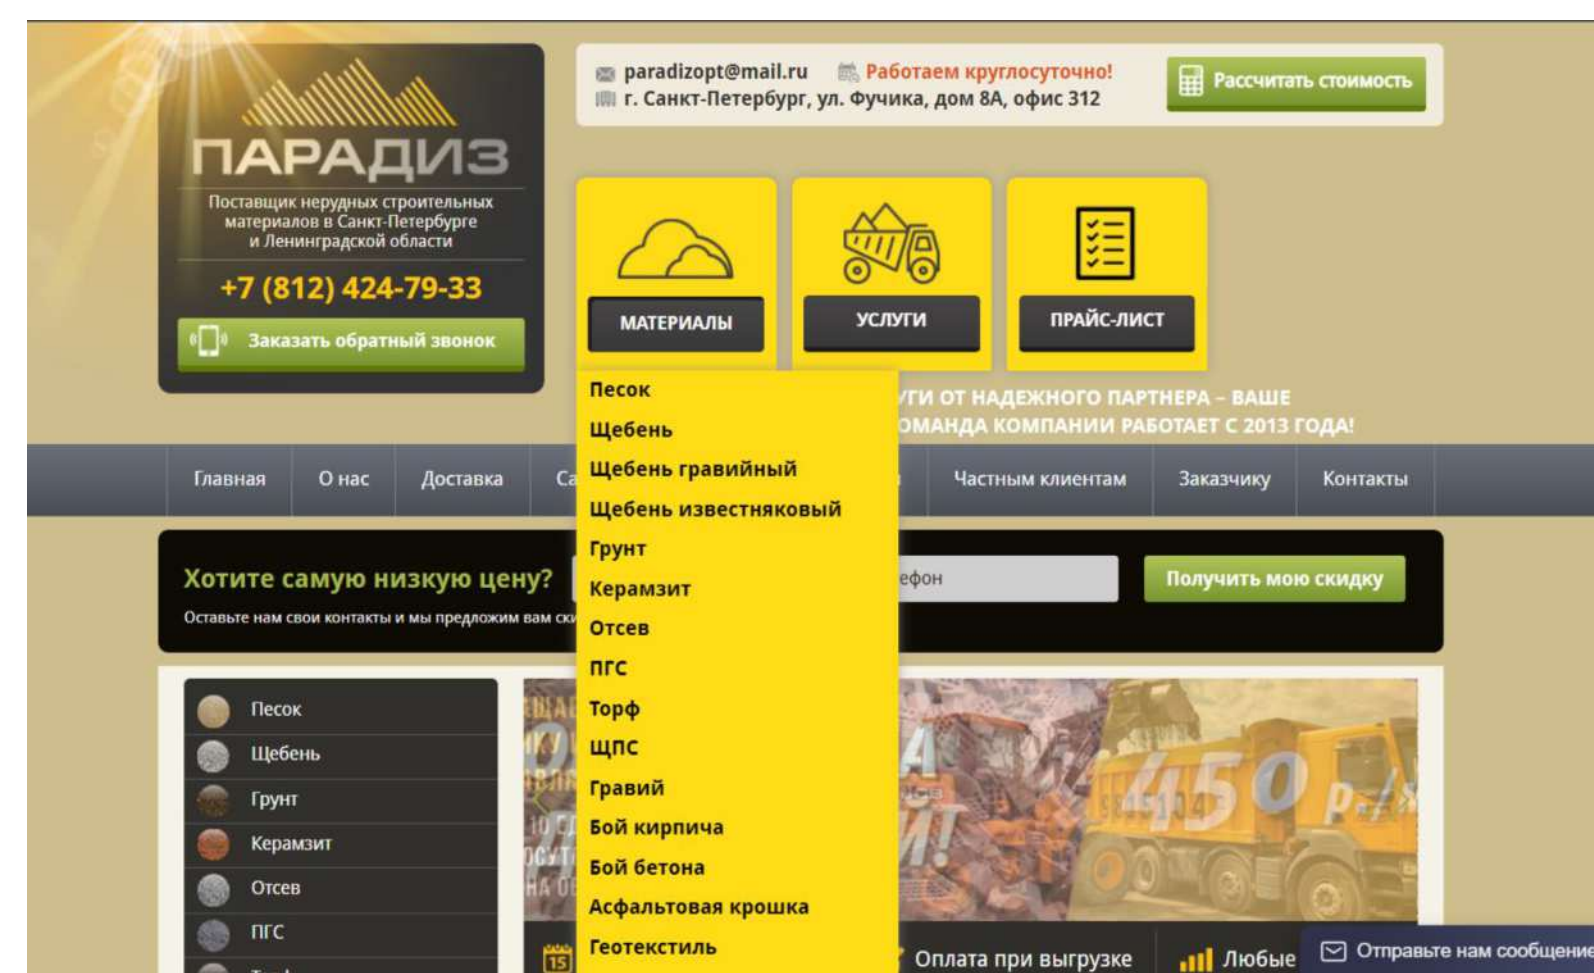 ПАРАДИЗ
Поставщик нерудных строительных
материалов в Санкт-Петербурге
и Ленинградской области
+7 (812) 424-79-33
Заказать обратный звонок
paradizopt@mail.ru Работаем круглосуточно!
г. Санкт-Петербург, ул. Фучика, дом 8А, офис 312
Рассчитать стоимость
МАТЕРИАЛЫ
УСЛУГИ
ПРАЙС-ЛИСТ
ОТ НАДЕЖНОГО ПАРТНЕРА – ВАШЕ
КОМПАНИИ РАБОТАЕТ С 2013 ГОДА!
Главная О нас Доставка Частным клиентам Заказчику Контакты
Песок
Щебень
Щебень гравийный
Щебень известняковый
Грунт
Керамзит
Отсев
ПГС
Торф
ЩПС
Гравий
Бой кирпича
Бой бетона
Асфальтовая крошка
Геотекстиль
Хотите самую низкую цену?
Оставьте нам свои контакты и мы предложим вам
Получить мою скидку
Песок
Щебень
Грунт
Керамзит
Отсев
ПГС
450 р./
15
Оплата при выгрузке
Любые
Отправьте нам сообщение